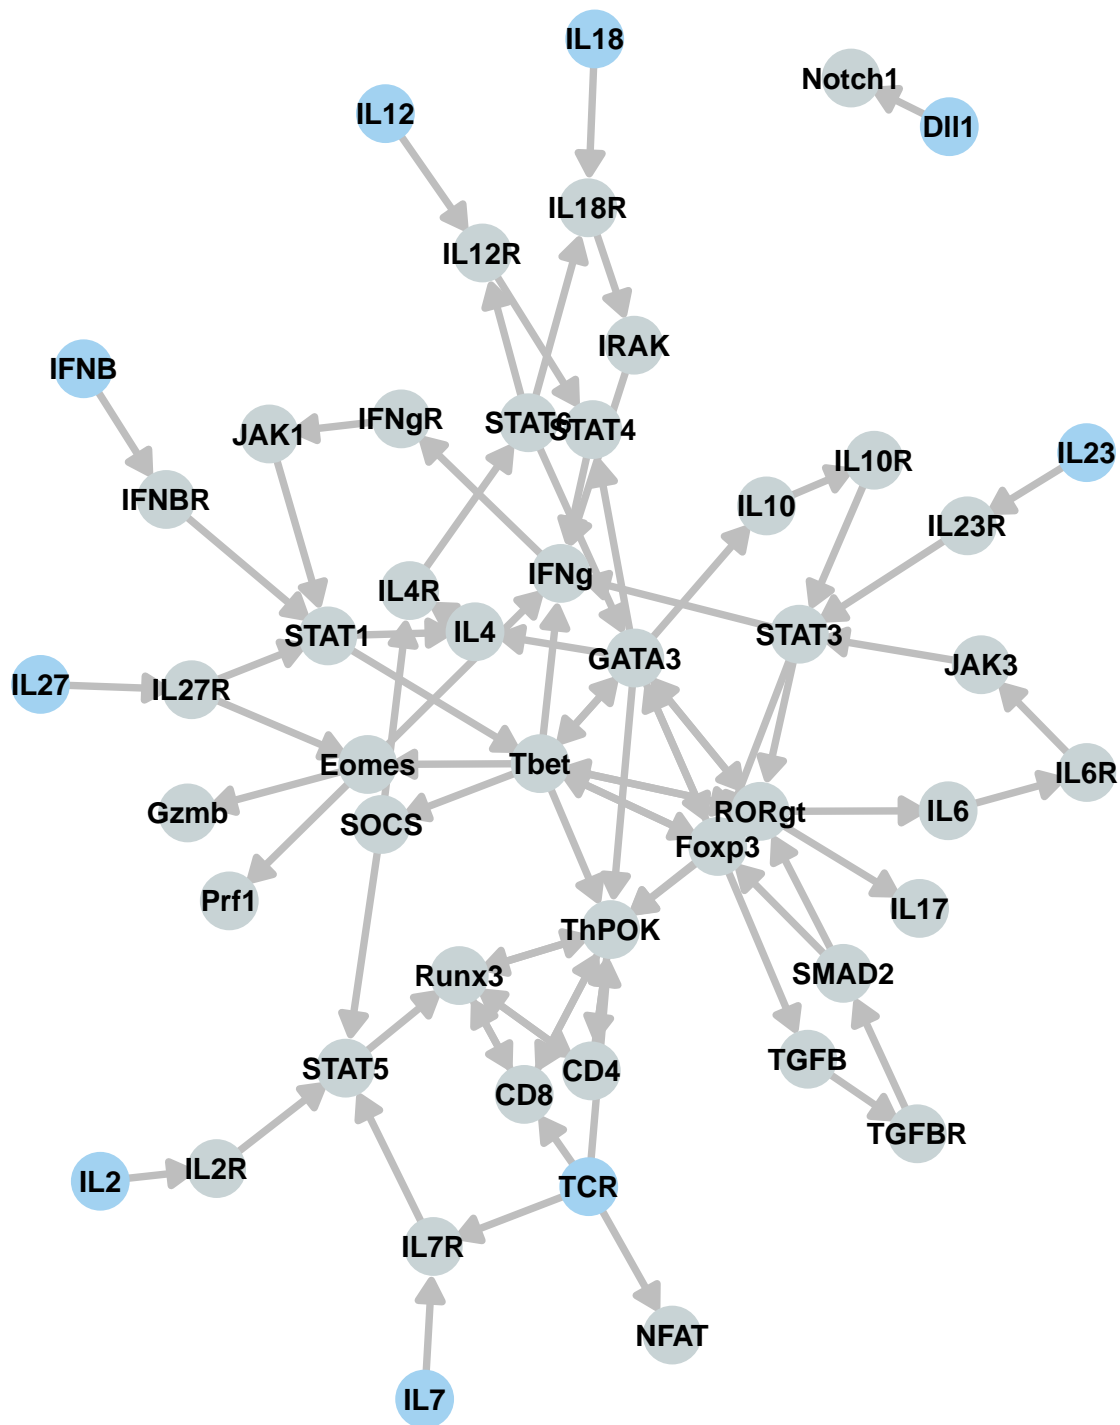 IL18
Notch1
IL12
Dll1
IL18R
IL12R
IRAK
IFNB
IFNgR
STAT6
STAT4
JAK1
IL10R
IL23
IFNBR
IL10
IL23R
IFNg
IL4R
STAT1
IL4
GATA3
STAT3
JAK3
IL27
IL27R
Eomes
Tbet
IL6R
Gzmb
SOCS
RORgt
IL6
Foxp3
Prf1
IL17
ThPOK
Runx3
SMAD2
STAT5
CD8
CD4
TGFB
TGFBR
IL2
IL2R
TCR
IL7R
NFAT
IL7